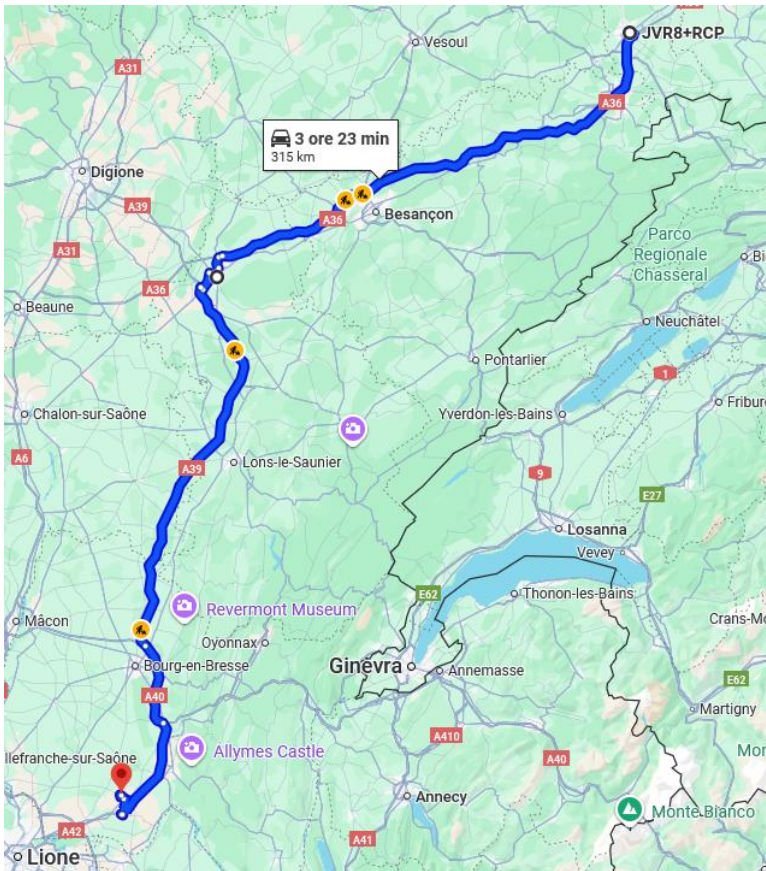 JVR8+RCP
Vesoul
A31
A36
3 ore 23 min
315 km
Digione
A39
A36
Besançon
A31
A36
Parco
Regionale
Chasseral
Beaune
Neuchâtel
Pontarlier
1
Chalon-sur-Saône
Yverdon-les-Bains
A6
A39
Lons-le-Saunier
9
E27
Losanna
Vevey
E62
Thonon-les-Bains
Revermont Museum
Mâcon
Oyonnax
Ginevra
Annemasse
Bourg-en-Bresse
E62
A40
Martigny
A410
A40
llefranche-sur-Saône
Allymes Castle
Annecy
Monte Bianco
A42
A41
Lione